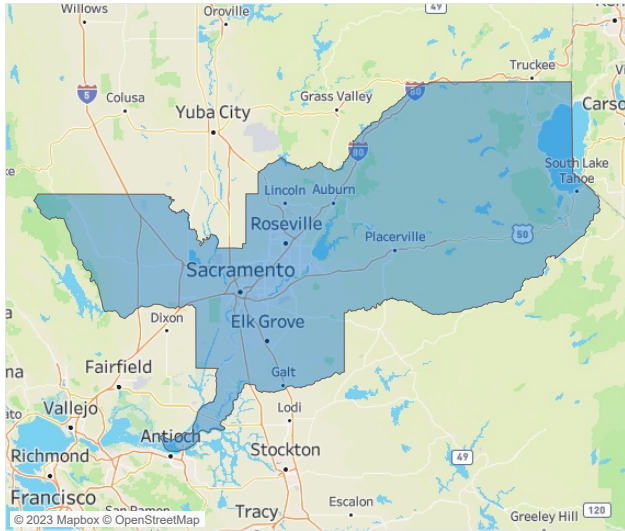 Willows
Oroville
49
Truckee
5
Colusa
Grass Valley
80
Yuba City
Carso
80
South Lake
Tahoe
Lincoln
Auburn
Roseville
Placerville
50
Sacramento
Dixon
Elk Grove
Fairfield
Galt
Vallejo
Lodi
Antioch
Stockton
49
Richmond
Francisco
San Ramon
Tracy
Escalon
120
Greeley Hill
© 2023 Mapbox © OpenStreetMap